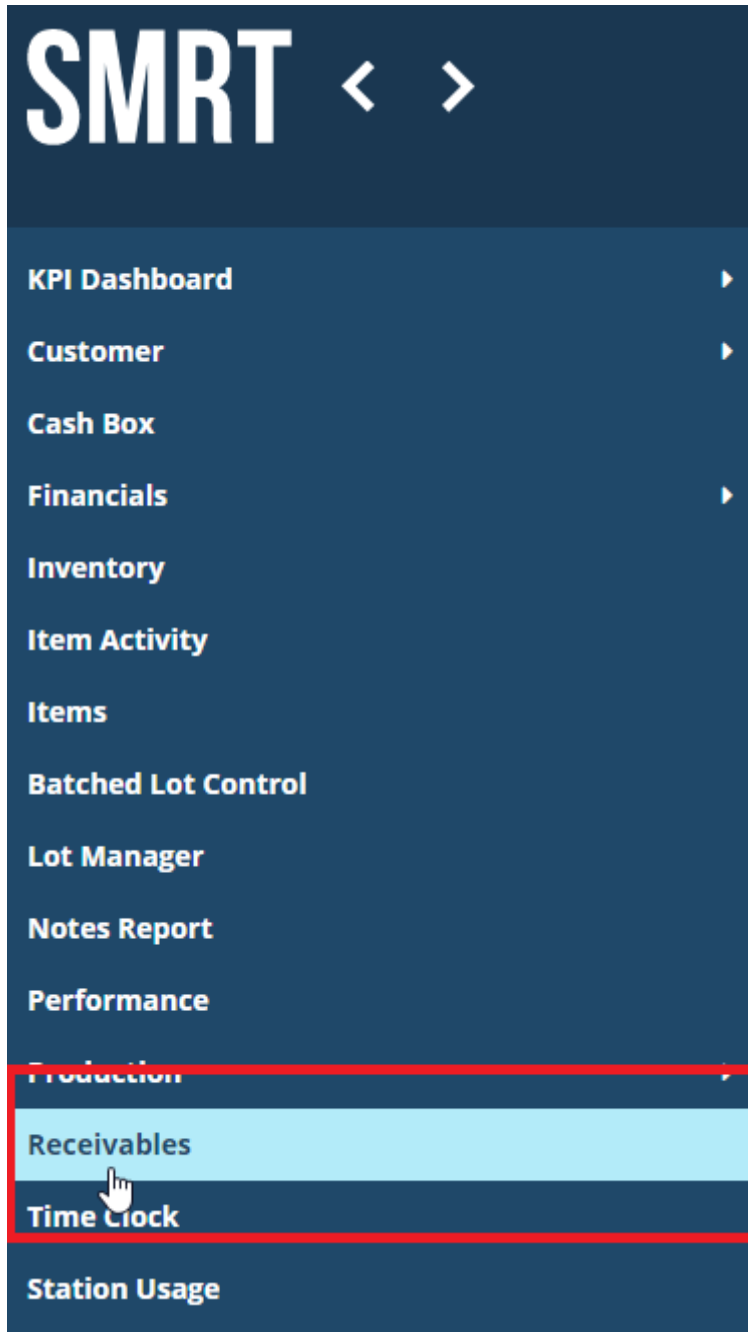 SMRT
KPI Dashboard
Customer
Cash Box
Financials
Inventory
Item Activity
Items
Batched Lot Control
Lot Manager
Notes Report
Performance
Production
Receivables
Time Clock
Station Usage